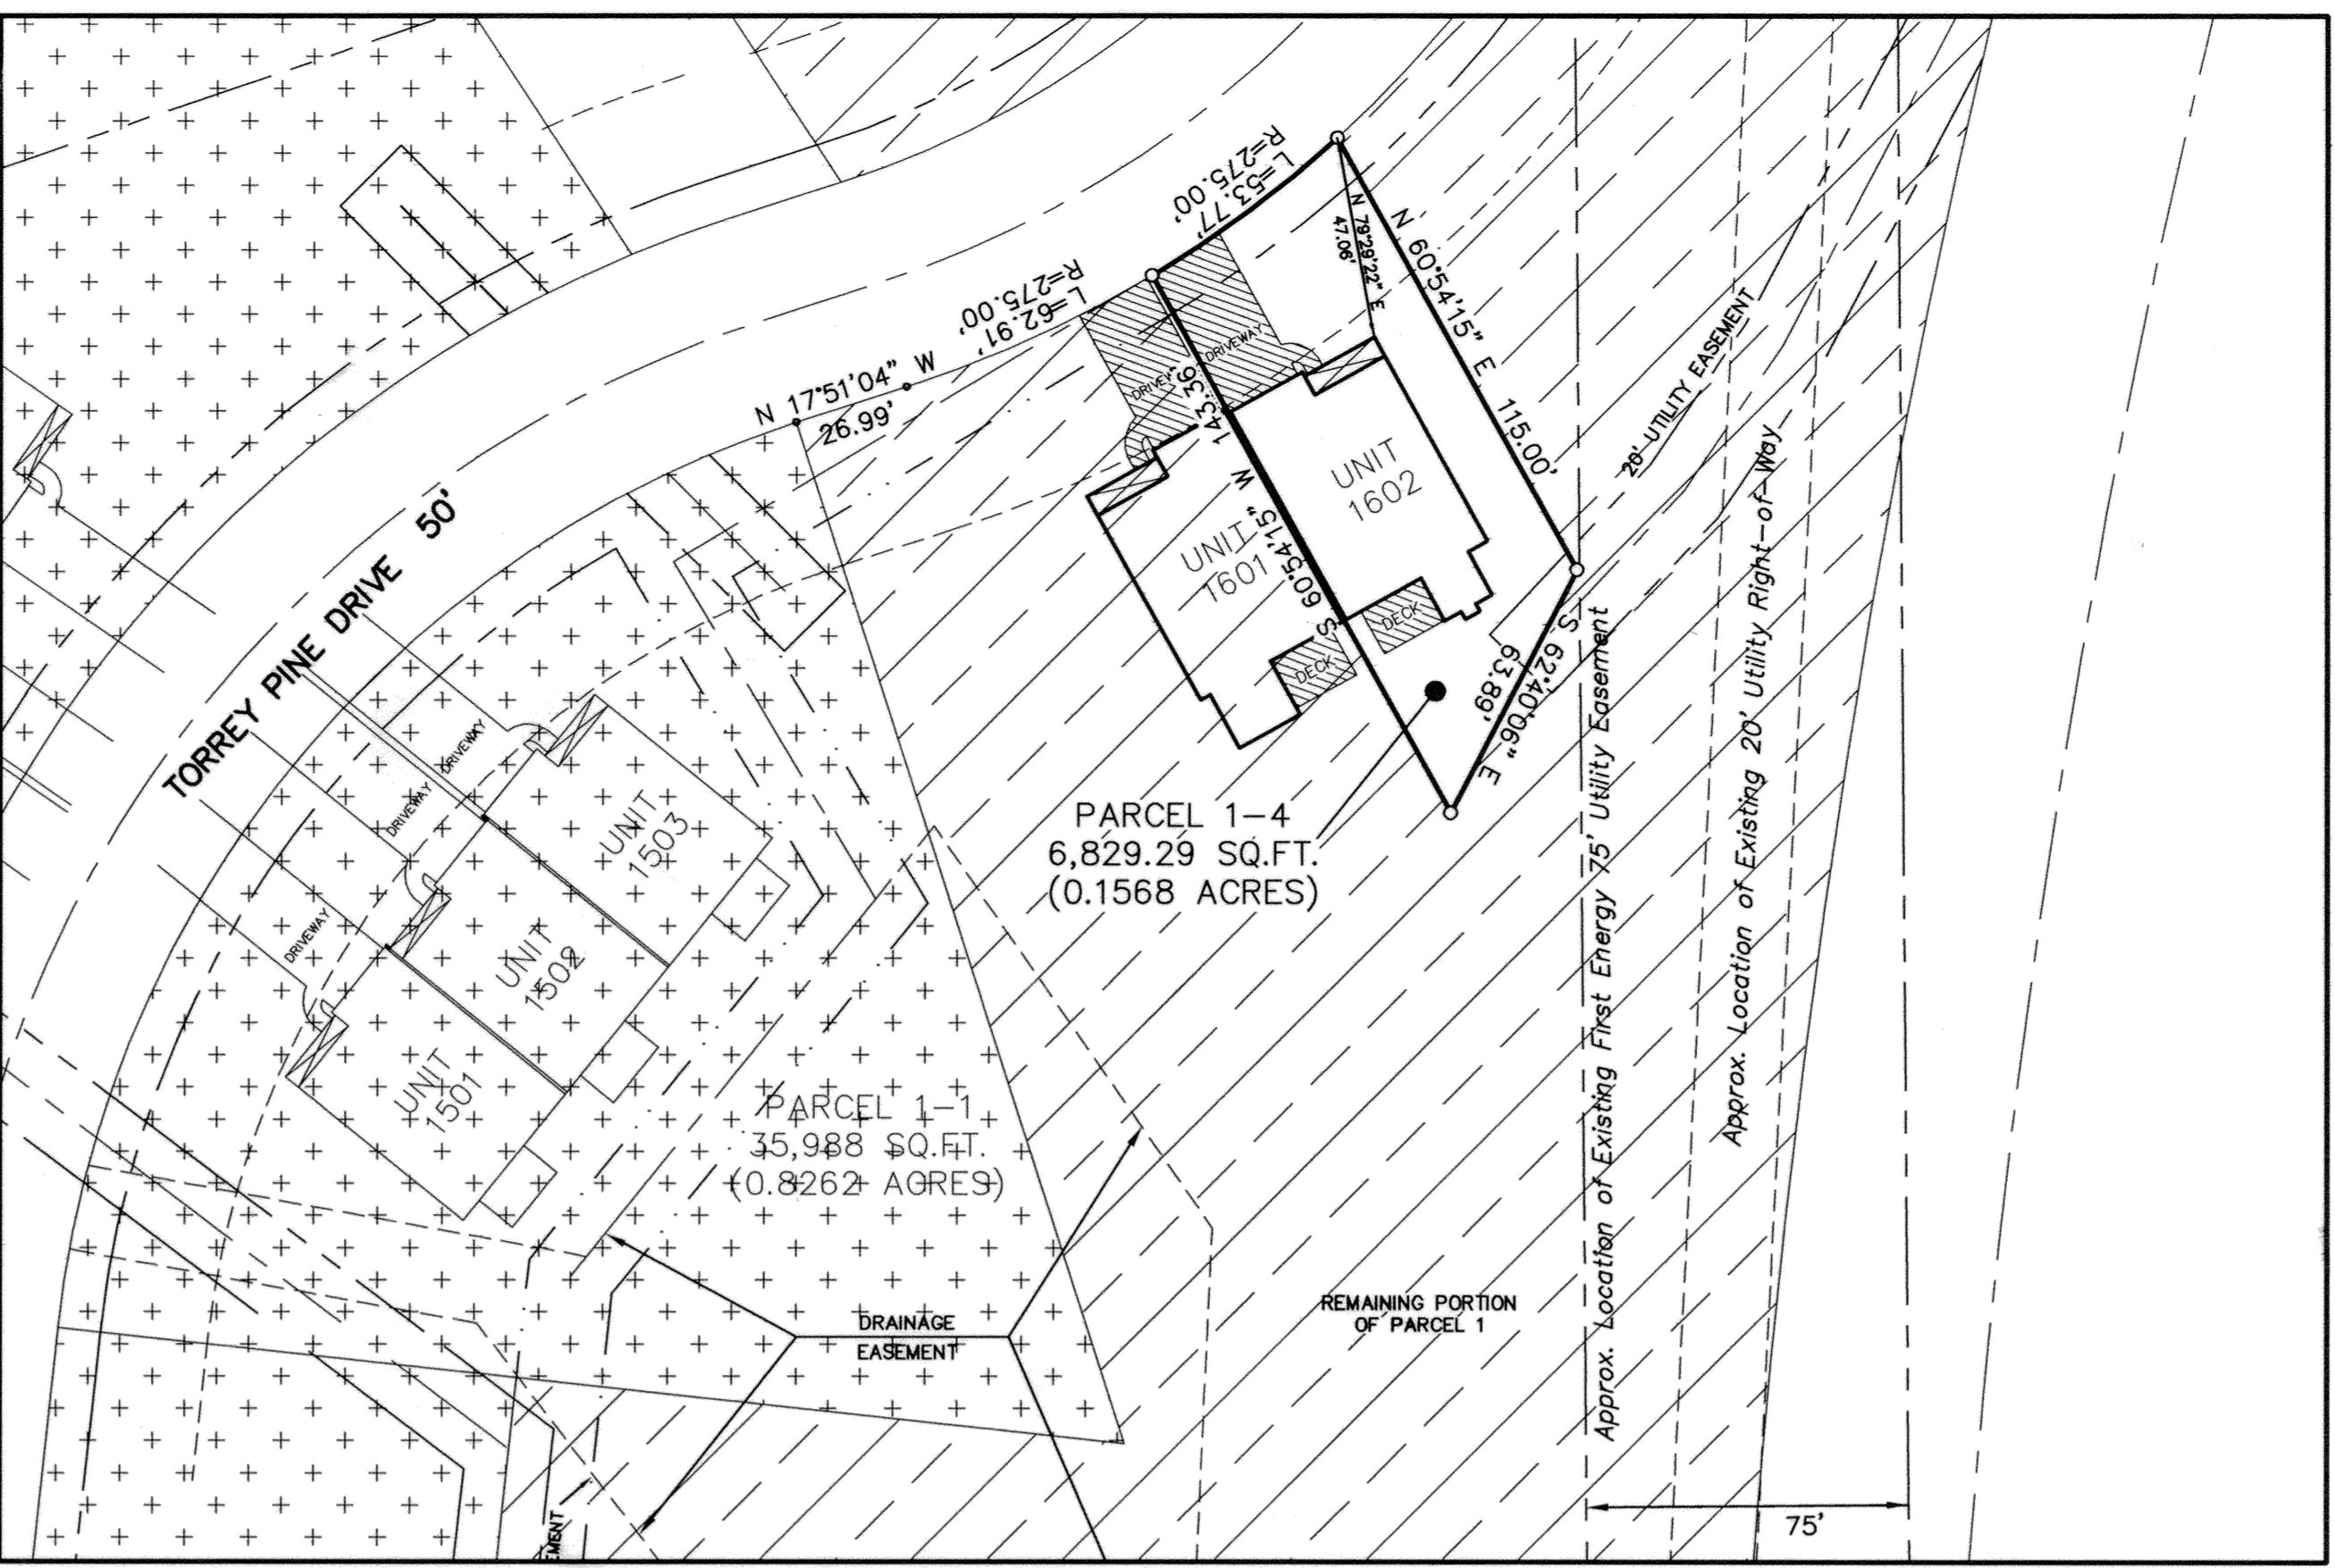 L=53.77'
R=275.00'
L=62.91'
R=275.00'
N 17°51'04" W
26.99'
N 79°29'22" E
47.06'
N 60°54'15" E 115.00'
20' UTILITY EASEMENT
DRIVEWAY
S 60°54'15" W 143.36'
UNIT
1602
UNIT
1601
DECK
DECK
S 62°40'06" E
63.89'
TORREY PINE DRIVE 50'
PARCEL 1-4
6,829.29 SQ.FT.
(0.1568 ACRES)
DRIVEWAY
DRIVEWAY
DRIVEWAY
UNIT
1503
UNIT
1502
UNIT
1501
PARCEL 1-1
35,988 SQ.FT.
(0.8262 ACRES)
DRAINAGE
EASEMENT
REMAINING PORTION
OF PARCEL 1
Approx. Location of Existing First Energy 75' Utility Easement
Approx. Location of Existing 20' Utility Right-of-Way
75'